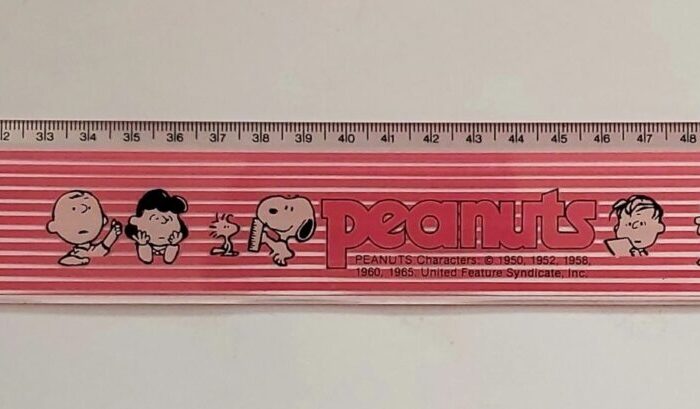 2 33 34 35 36 37 38 39 40 41 42 43 44 45 46 47 48
peanuts
PEANUTS Characters: © 1950, 1952, 1958,
1960, 1965. United Feature Syndicate, Inc.